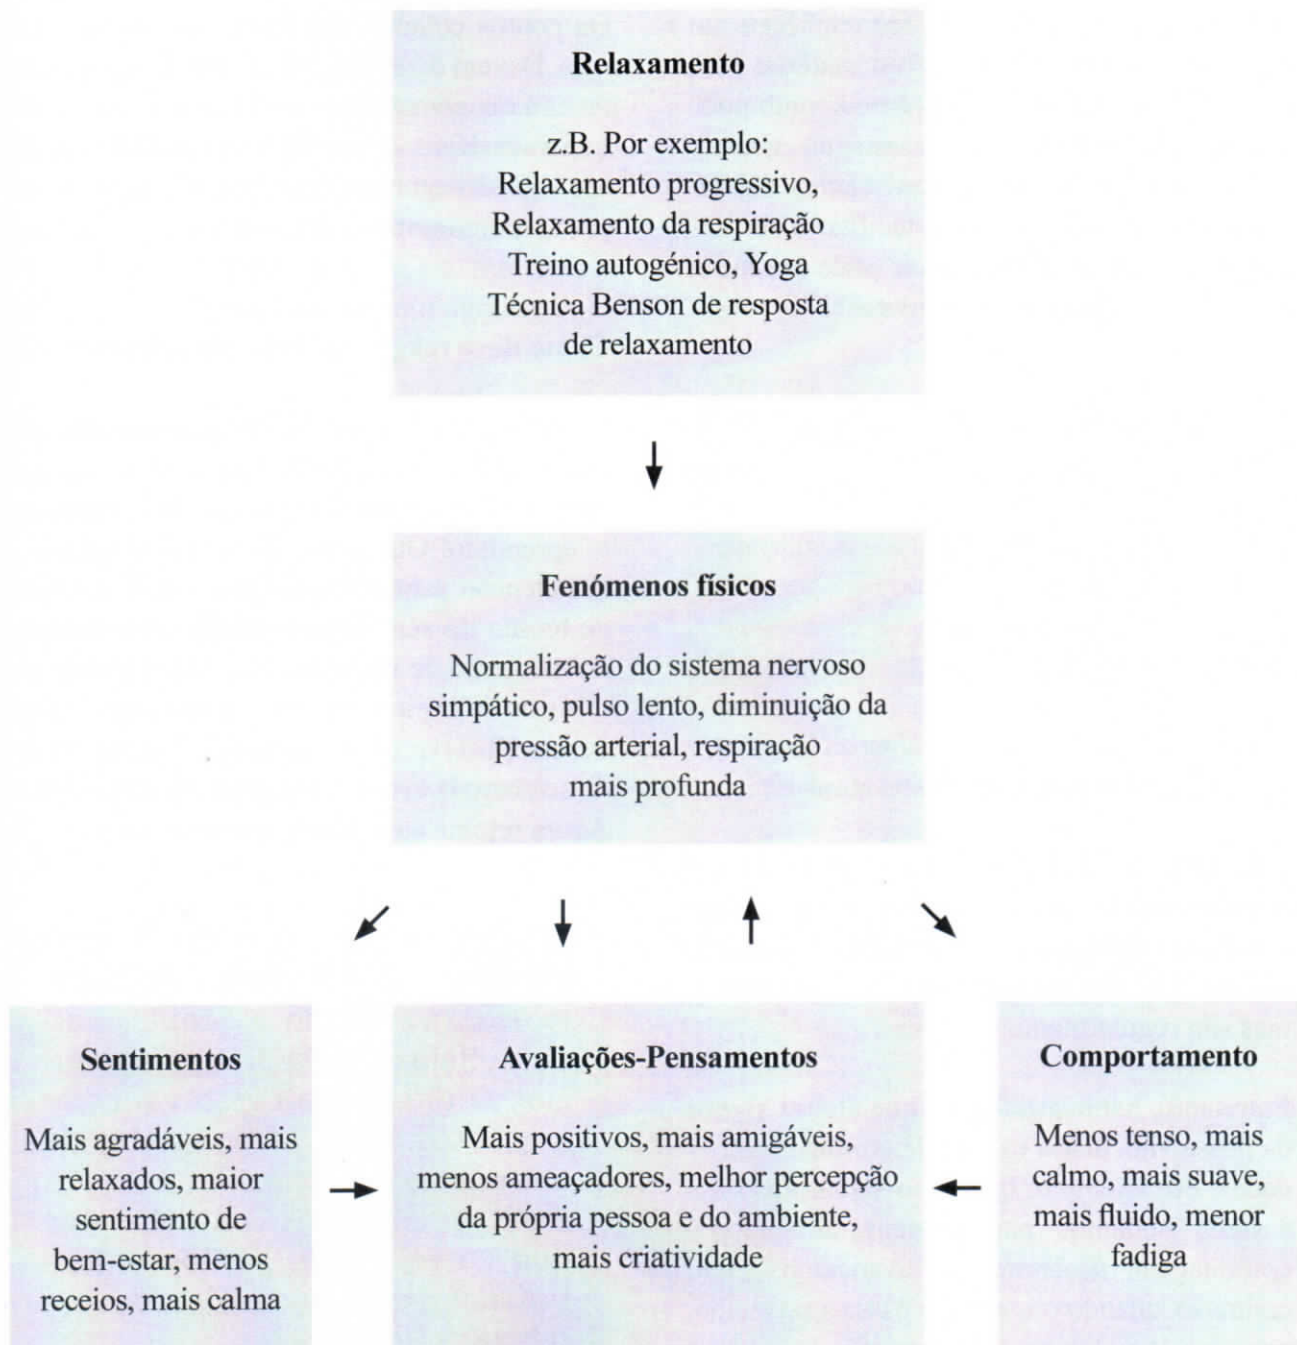 Relaxamento
z.B. Por exemplo:
Relaxamento progressivo,
Relaxamento da respiração
Treino autogénico, Yoga
Técnica Benson de resposta
de relaxamento
Fenómenos físicos
Normalização do sistema nervoso
simpático, pulso lento, diminuição da
pressão arterial, respiração
mais profunda
Sentimentos
Mais agradáveis, mais
relaxados, maior
sentimento de
bem-estar, menos
receios, mais calma
Avaliações-Pensamentos
Mais positivos, mais amigáveis,
menos ameaçadores, melhor percepção
da própria pessoa e do ambiente,
mais criatividade
Comportamento
Menos tenso, mais
calmo, mais suave,
mais fluido, menor
fadiga